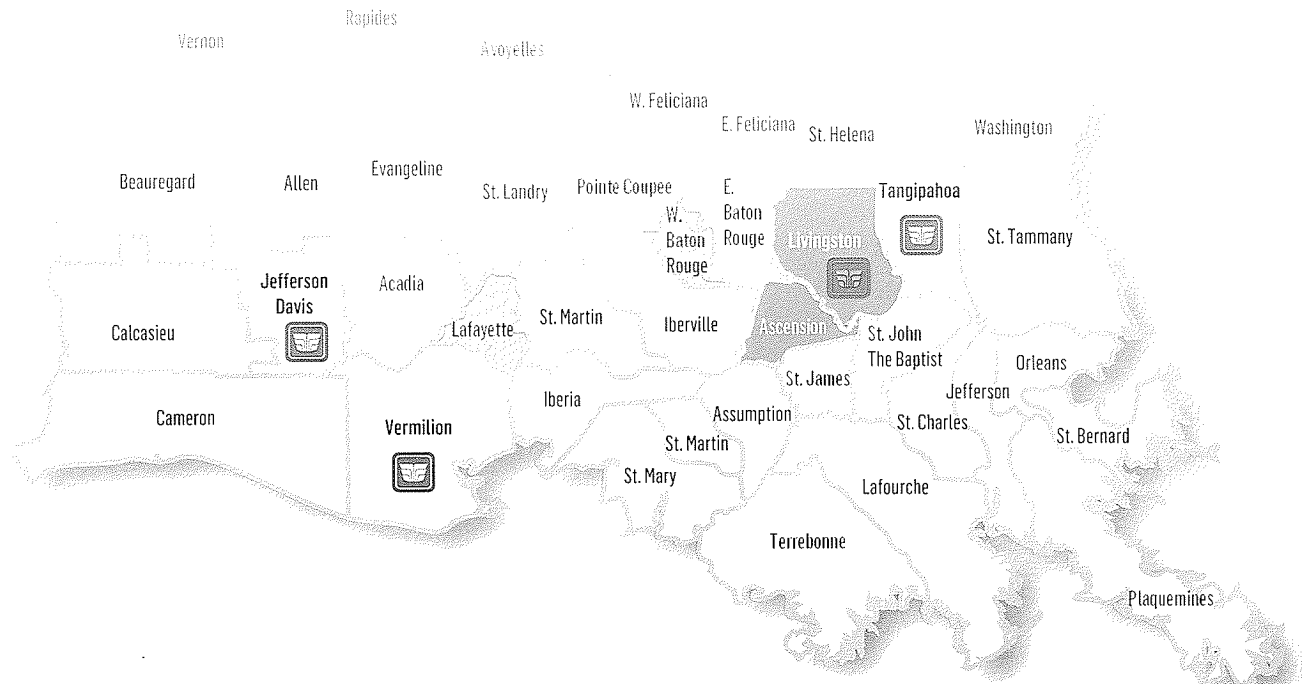 Rapides
Vernon
Avoyelles
W. Feliciana
E. Feliciana
St. Helena
Washington
Beauregard
Allen
Evangeline
St. Landry
Pointe Coupee
E.
Baton
Rouge
W.
Baton
Rouge
Livingston
Tangipahoa
St. Tammany
Jefferson
Davis
Acadia
Calcasieu
Lafayette
St. Martin
Iberville
Ascension
St. John
The Baptist
Orleans
St. James
Jefferson
Iberia
Cameron
Vermilion
Assumption
St. Charles
St. Bernard
St. Martin
St. Mary
Lafourche
Terrebonne
Plaquemines